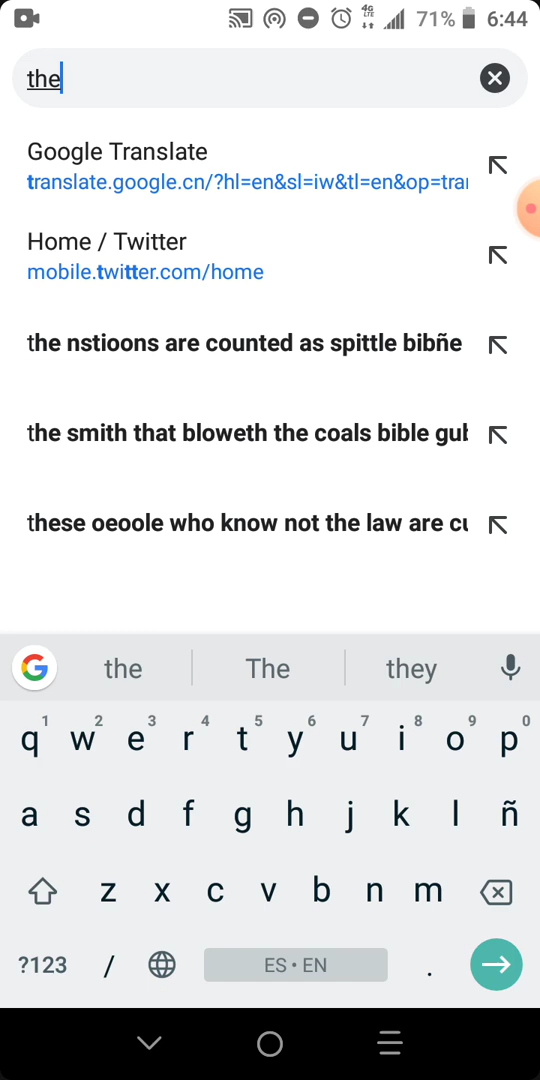 71% 6:44
the
Google Translate
translate.google.cn/?hl=en&sl=iw&tl=en&op=tra
Home / Twitter
mobile.twitter.com/home
the nstioons are counted as spittle bibñe
the smith that bloweth the coals bible gu
these oeoole who know not the law are cu
the The they
1 2 3 4 5 6 7 8 9 0
q w e r t y u i o p
a s d f g h j k l ñ
z x c v b n m
?123 / ES • EN .